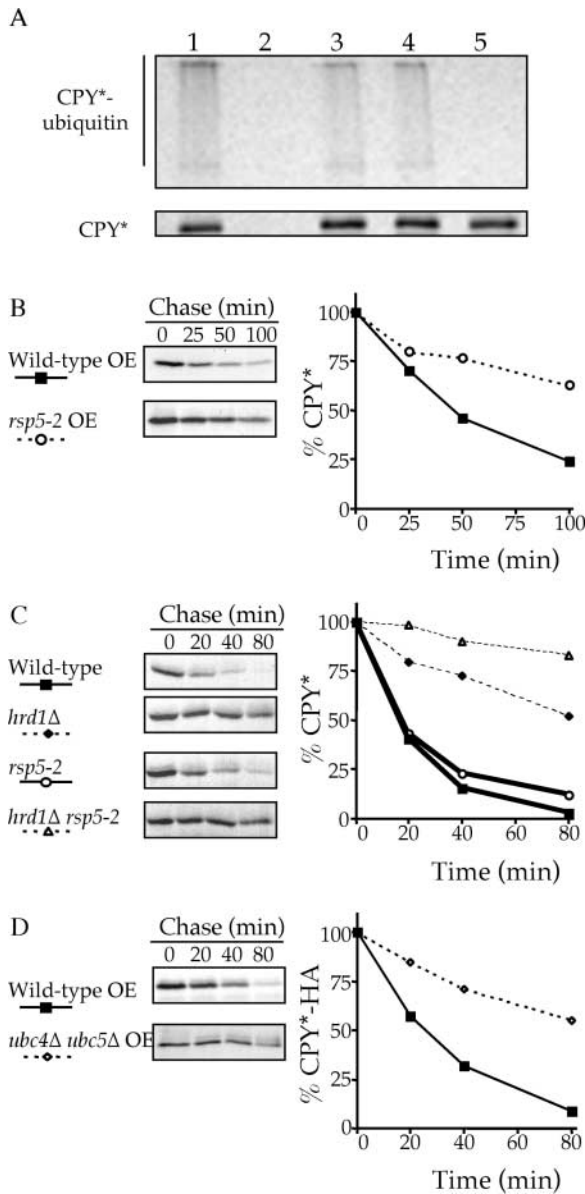 A
1 2 3 4 5
CPY*-
ubiquitin
CPY*
B
Chase (min)
0 25 50 100
Wild-type OE
rsp5-2 OE
% CPY*
100
75
50
25
0
0 25 50 75 100
Time (min)
C
Chase (min)
0 20 40 80
Wild-type
hrd1Δ
rsp5-2
hrd1Δ rsp5-2
% CPY*
100
75
50
25
0
0 20 40 60 80
Time (min)
D
Chase (min)
0 20 40 80
Wild-type OE
ubc4Δ ubc5Δ OE
% CPY*-HA
100
75
50
25
0
0 20 40 60 80
Time (min)